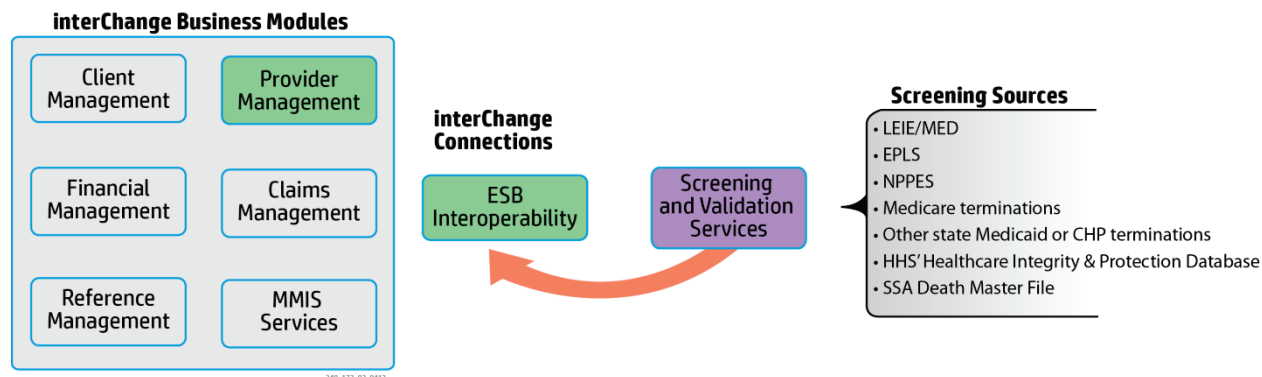 interChange Business Modules
Client
Management
Provider
Management
Financial
Management
Claims
Management
Reference
Management
MMIS
Services
interChange
Connections
ESB
Interoperability
Screening
and Validation
Services
Screening Sources
• LEIE/MED
• EPLS
• NPPES
• Medicare terminations
• Other state Medicaid or CHP terminations
• HHS’ Healthcare Integrity & Protection Database
• SSA Death Master File